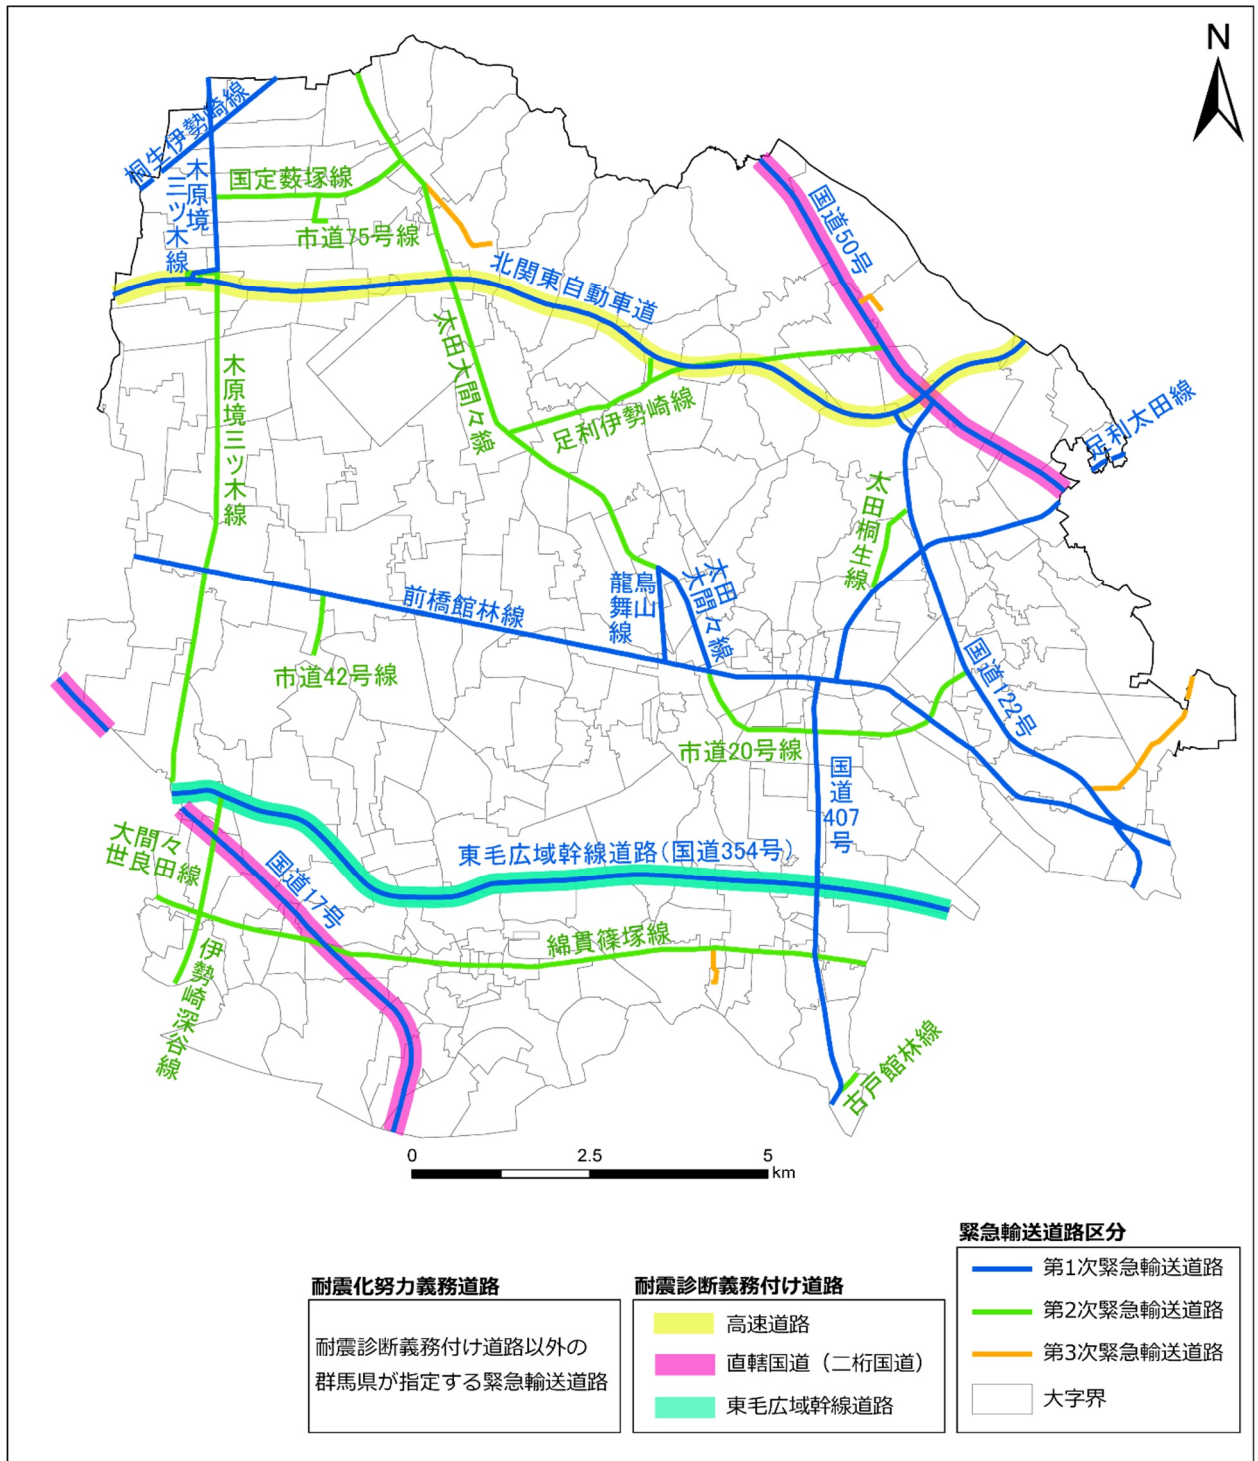 N
桐生伊勢崎線
木原境
三ツ木線
国定薮塚線
市道75号線
国道50号
北関東自動車道
太田大間々線
木原境三ツ木線
足利伊勢崎線
足利太田線
太田桐生線
前橋館林線
鳥山
龍舞線
太田
大間々線
市道42号線
国道122号
市道20号線
国道407号
大間々
世良田線
国道17号
東毛広域幹線道路(国道354号)
綿貫篠塚線
伊勢崎深谷線
古戸館林線
0 2.5 5
km
緊急輸送道路区分
第1次緊急輸送道路
第2次緊急輸送道路
第3次緊急輸送道路
大字界
耐震診断義務付け道路
高速道路
直轄国道（二桁国道）
東毛広域幹線道路
耐震化努力義務道路
耐震診断義務付け道路以外の
群馬県が指定する緊急輸送道路